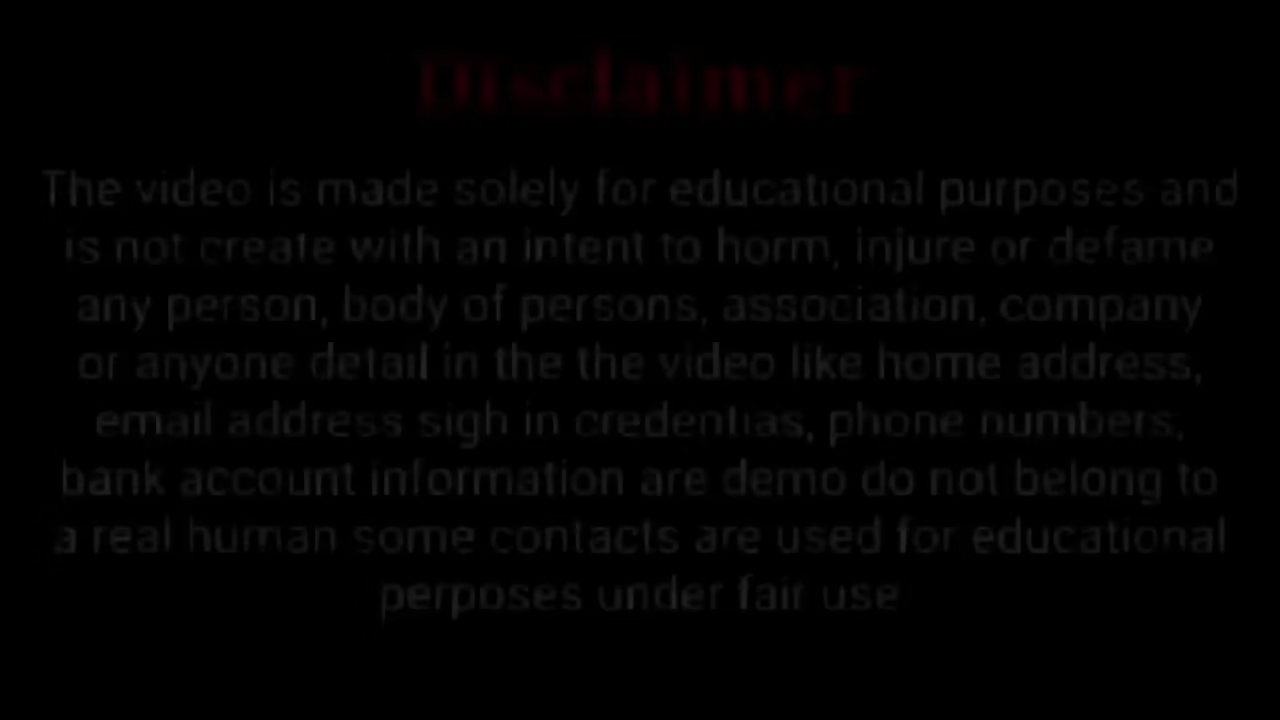 Disclaimer
The video is made solely for educational purposes and
is not create with an intent to horm, injure or defame
any person, body of persons, association, company
or anyone detail in the the video like home address,
email address sigh in credentias, phone numbers,
bank account information are demo do not belong to
a real human some contacts are used for educational
perposes under fair use